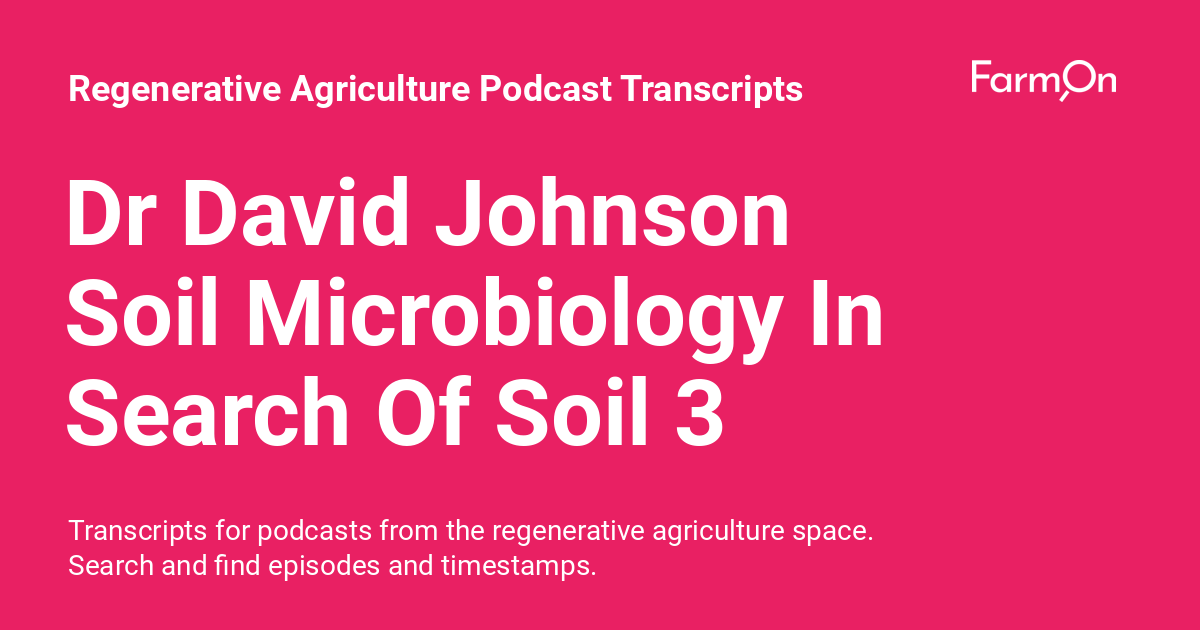 Regenerative Agriculture Podcast Transcripts
FarmOn
Dr David Johnson
Soil Microbiology In
Search Of Soil 3
Transcripts for podcasts from the regenerative agriculture space.
Search and find episodes and timestamps.